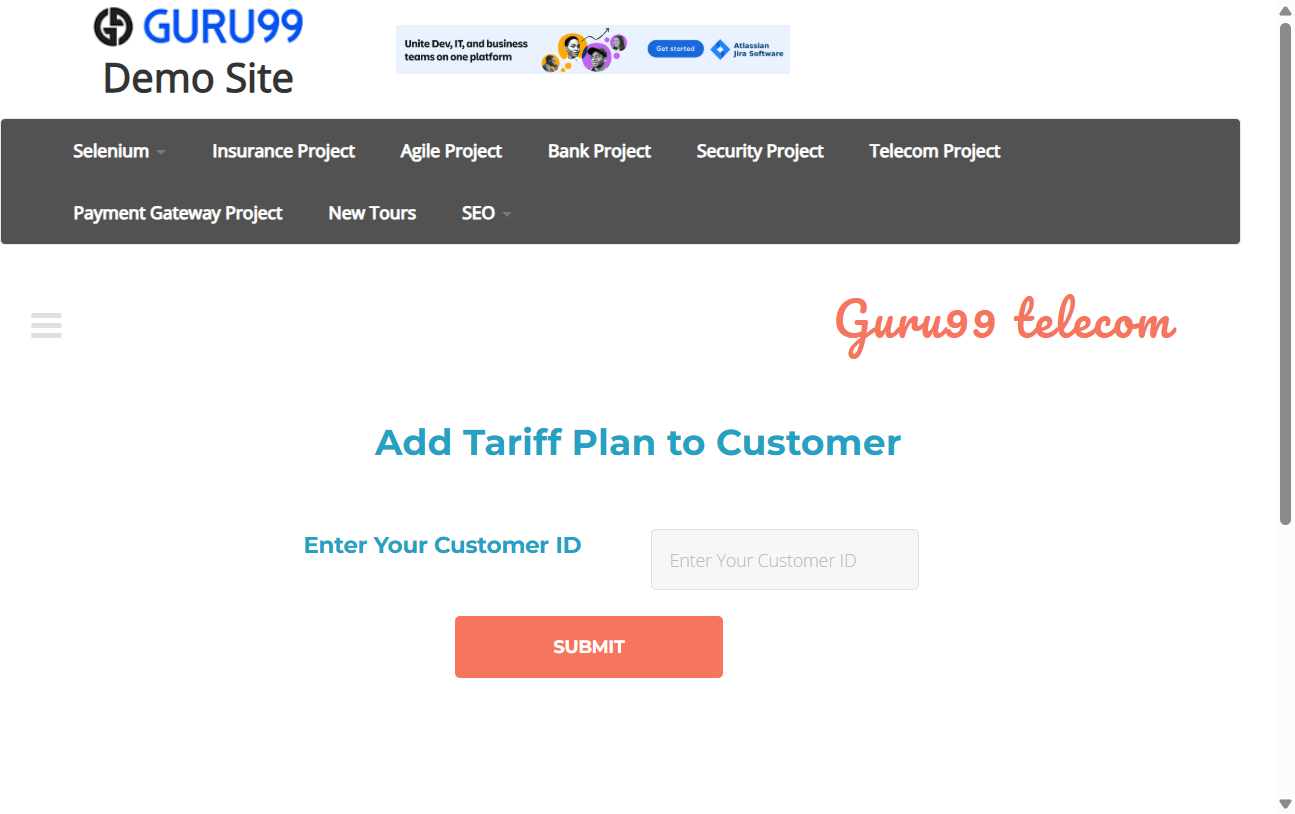 GURU99
Demo Site
Unite Dev, IT, and business
teams on one platform
Get started
Atlassian
Jira Software
Selenium
Insurance Project
Agile Project
Bank Project
Security Project
Telecom Project
Payment Gateway Project
New Tours
SEO
Guru99 telecom
Add Tariff Plan to Customer
Enter Your Customer ID
Enter Your Customer ID
SUBMIT